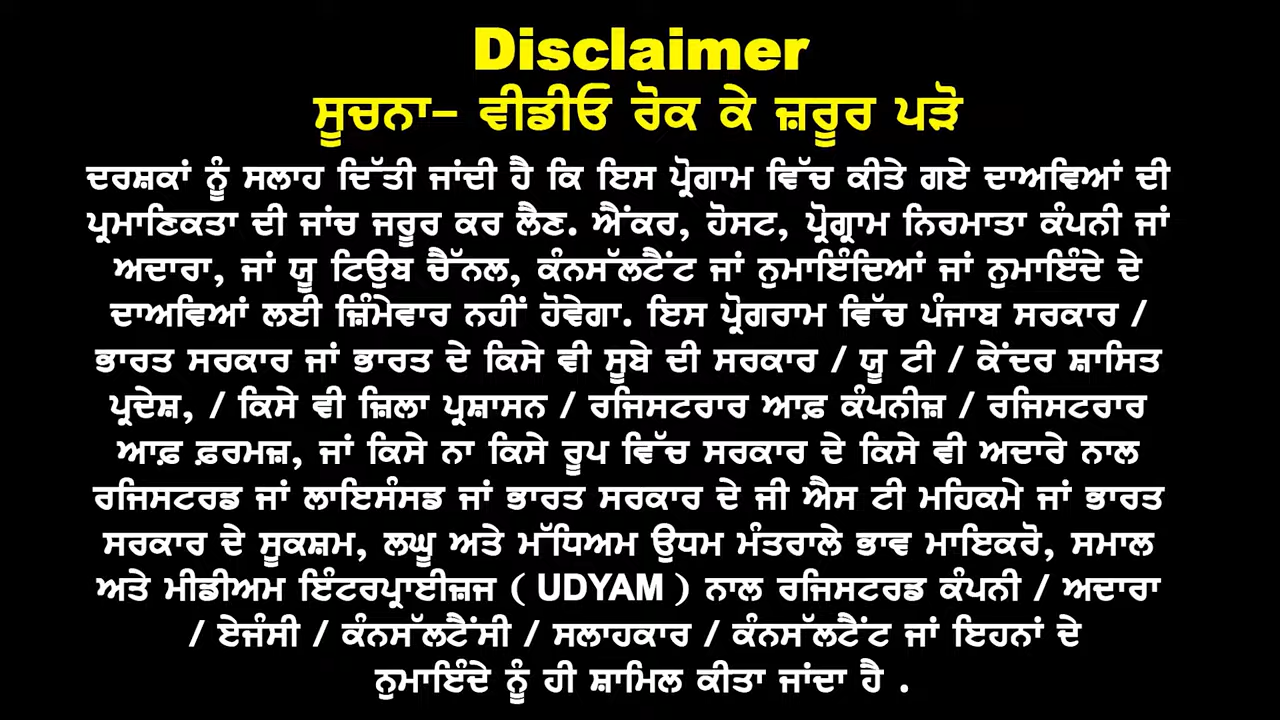 Disclaimer
ਸੂਚਨਾ- ਵੀਡੀਓ ਰੋਕ ਕੇ ਜ਼ਰੂਰ ਪੜੋ
ਦਰਸ਼ਕਾਂ ਨੂੰ ਸਲਾਹ ਦਿੱਤੀ ਜਾਂਦੀ ਹੈ ਕਿ ਇਸ ਪ੍ਰੋਗਾਮ ਵਿੱਚ ਕੀਤੇ ਗਏ ਦਾਅਵਿਆਂ ਦੀ
ਪ੍ਰਮਾਣਿਕਤਾ ਦੀ ਜਾਂਚ ਜਰੂਰ ਕਰ ਲੈਣ. ਐਂਕਰ, ਹੋਸਟ, ਪ੍ਰੋਗ੍ਰਾਮ ਨਿਰਮਾਤਾ ਕੰਪਨੀ ਜਾਂ
ਅਦਾਰਾ, ਜਾਂ ਯੂ ਟਿਊਬ ਚੈੱਨਲ, ਕੰਨਸੱਲਟੈਂਟ ਜਾਂ ਨੁਮਾਇੰਦਿਆਂ ਜਾਂ ਨੁਮਾਇੰਦੇ ਦੇ
ਦਾਅਵਿਆਂ ਲਈ ਜ਼ਿੰਮੇਵਾਰ ਨਹੀਂ ਹੋਵੇਗਾ. ਇਸ ਪ੍ਰੋਗਰਾਮ ਵਿੱਚ ਪੰਜਾਬ ਸਰਕਾਰ /
ਭਾਰਤ ਸਰਕਾਰ ਜਾਂ ਭਾਰਤ ਦੇ ਕਿਸੇ ਵੀ ਸੂਬੇ ਦੀ ਸਰਕਾਰ / ਯੂ ਟੀ / ਕੇਂਦਰ ਸ਼ਾਸਿਤ
ਪ੍ਰਦੇਸ਼, / ਕਿਸੇ ਵੀ ਜ਼ਿਲਾ ਪ੍ਰਸ਼ਾਸਨ / ਰਜਿਸਟਰਾਰ ਆਫ਼ ਕੰਪਨੀਜ਼ / ਰਜਿਸਟਰਾਰ
ਆਫ਼ ਫ਼ਰਮਜ਼, ਜਾਂ ਕਿਸੇ ਨਾ ਕਿਸੇ ਰੂਪ ਵਿੱਚ ਸਰਕਾਰ ਦੇ ਕਿਸੇ ਵੀ ਅਦਾਰੇ ਨਾਲ
ਰਜਿਸਟਰਡ ਜਾਂ ਲਾਇਸੰਸਡ ਜਾਂ ਭਾਰਤ ਸਰਕਾਰ ਦੇ ਜੀ ਐਸ ਟੀ ਮਹਿਕਮੇ ਜਾਂ ਭਾਰਤ
ਸਰਕਾਰ ਦੇ ਸੂਕਸ਼ਮ, ਲਘੂ ਅਤੇ ਮੱਧਿਅਮ ਉਧਮ ਮੰਤਰਾਲੇ ਭਾਵ ਮਾਇਕਰੋ, ਸਮਾਲ
ਅਤੇ ਮੀਡੀਅਮ ਇੰਟਰਪ੍ਰਾਈਜ਼ਜ ( UDYAM ) ਨਾਲ ਰਜਿਸਟਰਡ ਕੰਪਨੀ / ਅਦਾਰਾ
/ ਏਜੰਸੀ / ਕੰਨਸੱਲਟੈਂਸੀ / ਸਲਾਹਕਾਰ / ਕੰਨਸੱਲਟੈਂਟ ਜਾਂ ਇਹਨਾਂ ਦੇ
ਨੁਮਾਇੰਦੇ ਨੂੰ ਹੀ ਸ਼ਾਮਿਲ ਕੀਤਾ ਜਾਂਦਾ ਹੈ .